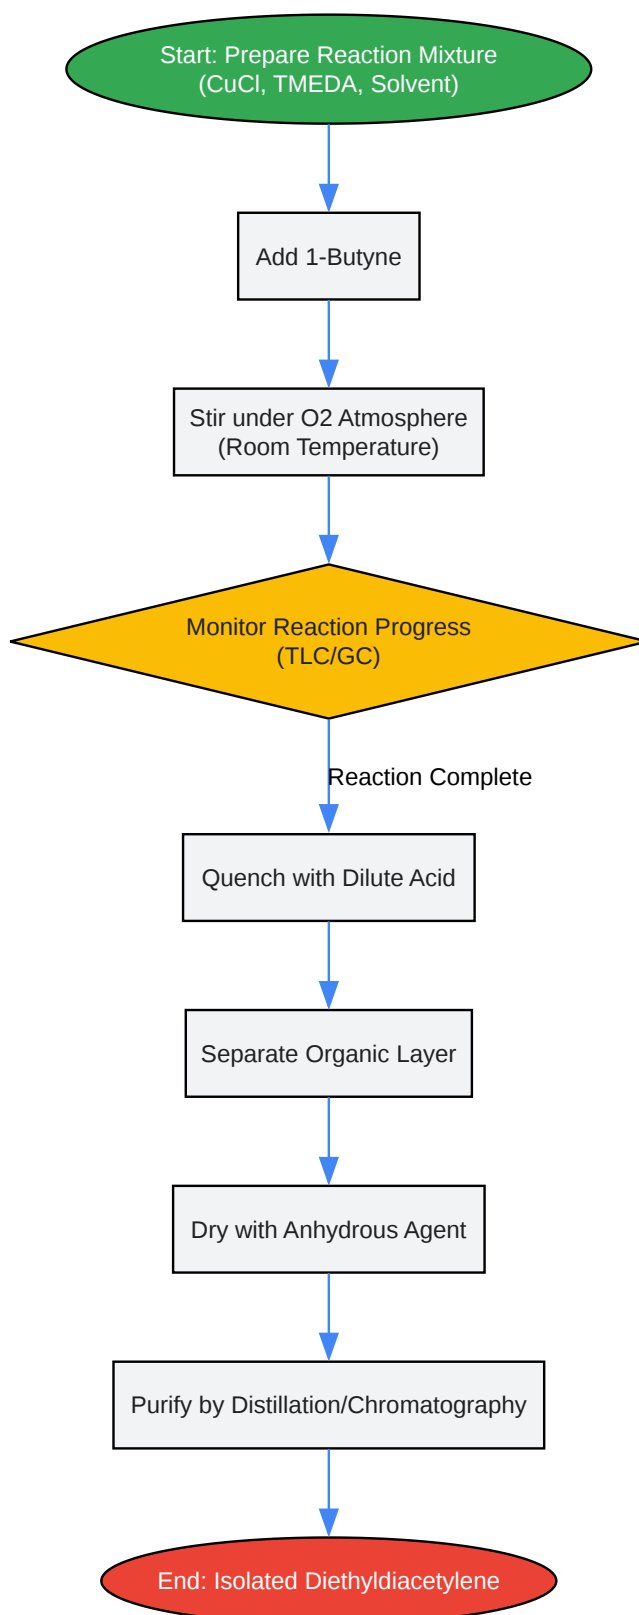 Start: Prepare Reaction Mixture
(CuCl, TMEDA, Solvent)
Add 1-Butyne
Stir under O2 Atmosphere
(Room Temperature)
Monitor Reaction Progress
(TLC/GC)
Reaction Complete
Quench with Dilute Acid
Separate Organic Layer
Dry with Anhydrous Agent
Purify by Distillation/Chromatography
End: Isolated Diethyldiacetylene